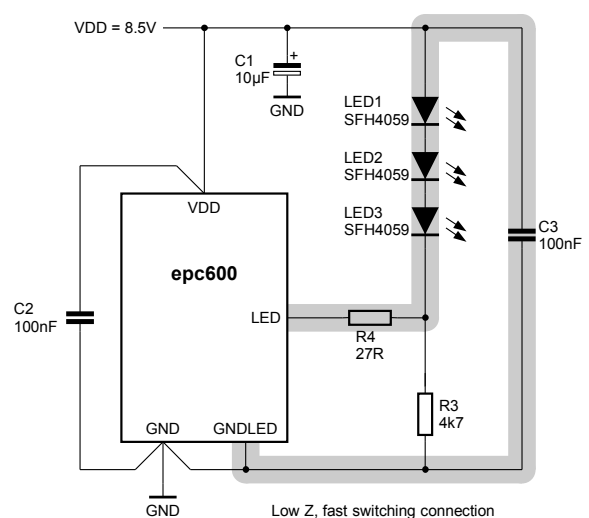 VDD = 8.5V
C1
10µF
+
GND
LED1
SFH4059
LED2
SFH4059
LED3
SFH4059
C3
100nF
VDD
epc600
C2
100nF
LED
R4
27R
R3
4k7
GND
GNDLED
GND
Low Z, fast switching connection